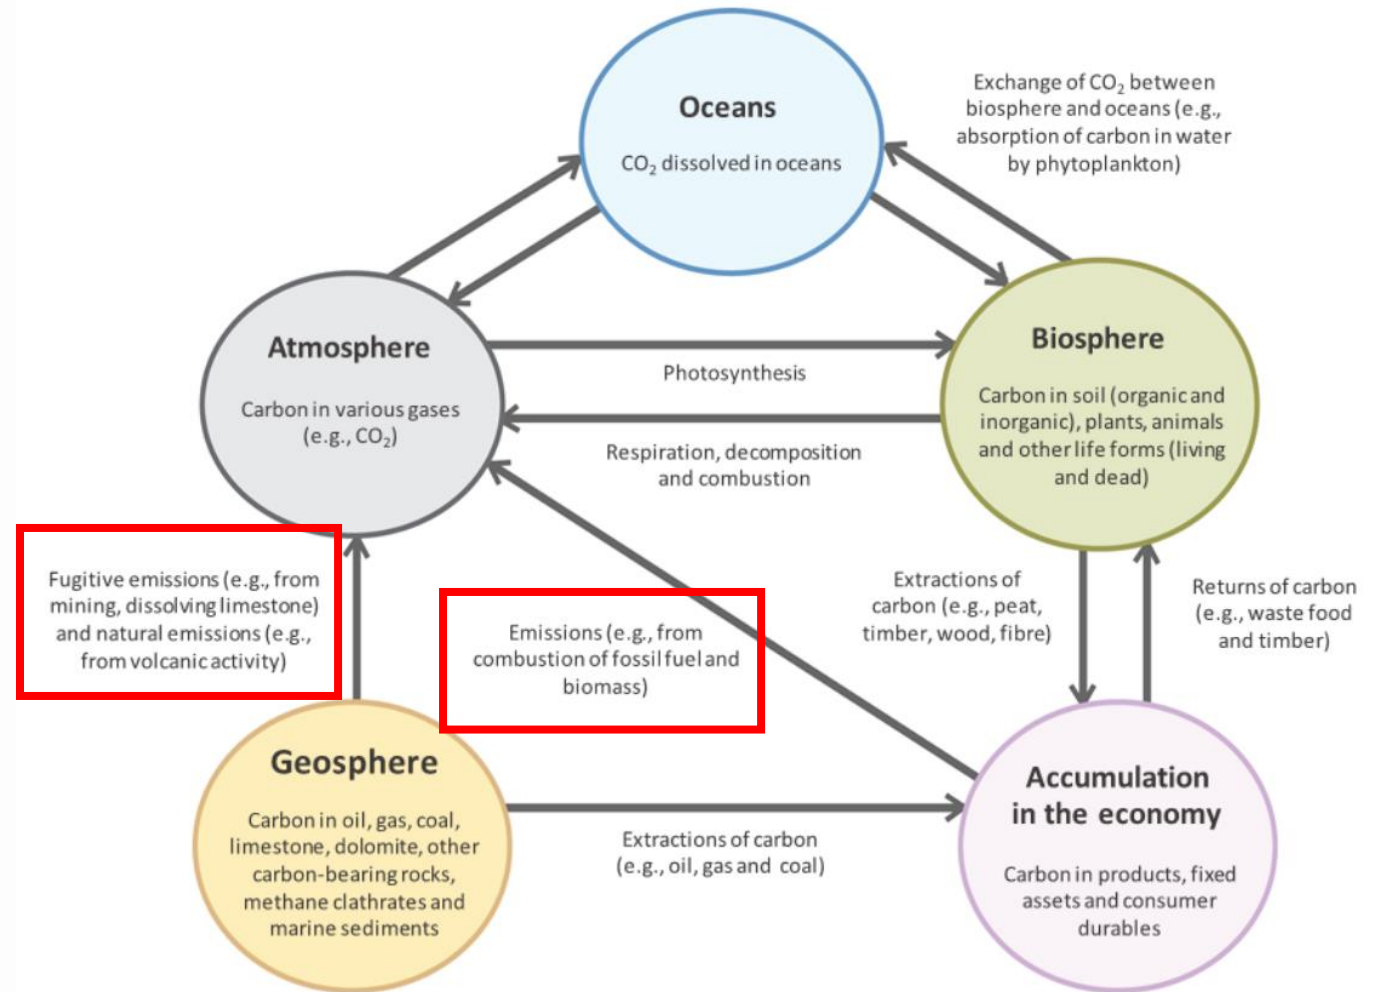 Oceans
CO₂ dissolved in oceans
Exchange of CO₂ between
biosphere and oceans (e.g.,
absorption of carbon in water
by phytoplankton)
Atmosphere
Carbon in various gases
(e.g., CO₂)
Photosynthesis
Respiration, decomposition
and combustion
Biosphere
Carbon in soil (organic and
inorganic), plants, animals
and other life forms (living
and dead)
Fugitive emissions (e.g., from
mining, dissolving limestone)
and natural emissions (e.g.,
from volcanic activity)
Emissions (e.g., from
combustion of fossil fuel and
biomass)
Extractions of
carbon (e.g., peat,
timber, wood, fibre)
Returns of carbon
(e.g., waste food
and timber)
Geosphere
Carbon in oil, gas, coal,
limestone, dolomite, other
carbon-bearing rocks,
methane clathrates and
marine sediments
Extractions of carbon
(e.g., oil, gas and coal)
Accumulation
in the economy
Carbon in products, fixed
assets and consumer
durables